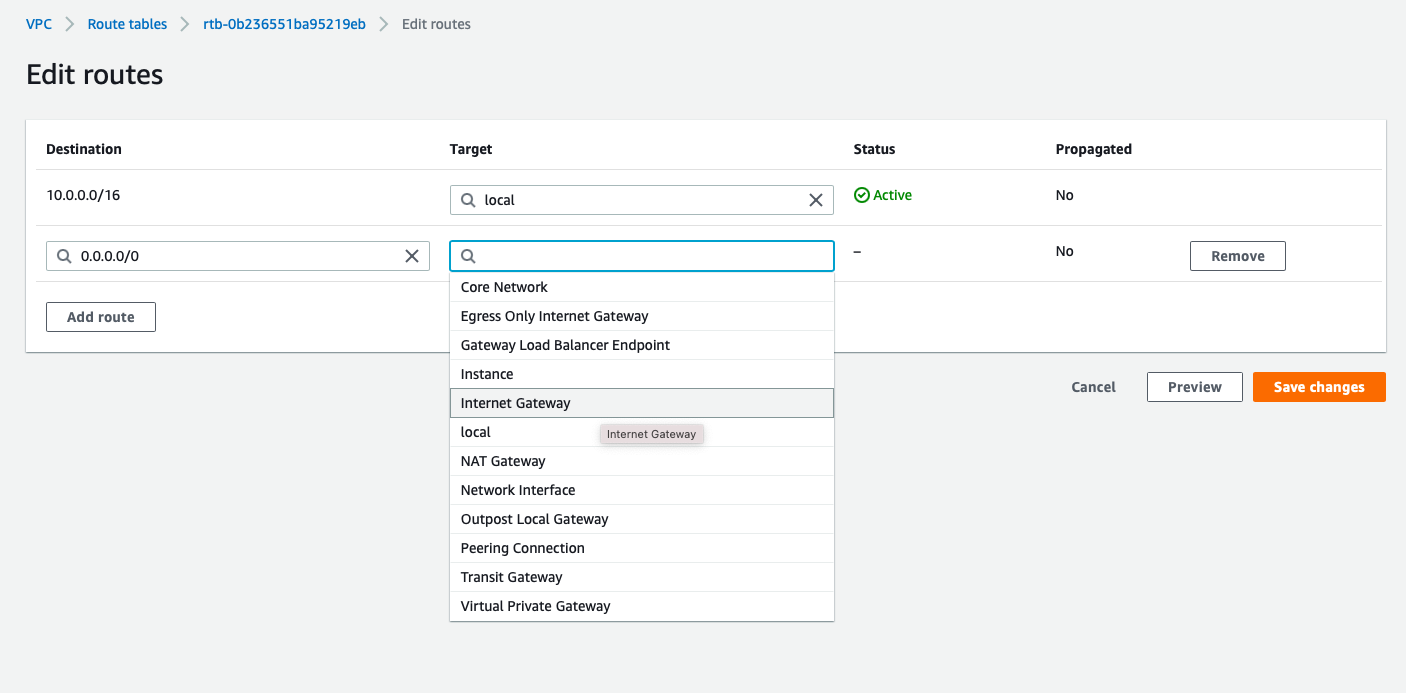 VPC > Route tables > rtb-0b236551ba95219eb > Edit routes
Edit routes
Destination Target Status Propagated
10.0.0.0/16 local Active No
0.0.0.0/0 – No Remove
Core Network
Add route
Egress Only Internet Gateway
Gateway Load Balancer Endpoint
Instance
Cancel Preview Save changes
Internet Gateway
local
Internet Gateway
NAT Gateway
Network Interface
Outpost Local Gateway
Peering Connection
Transit Gateway
Virtual Private Gateway